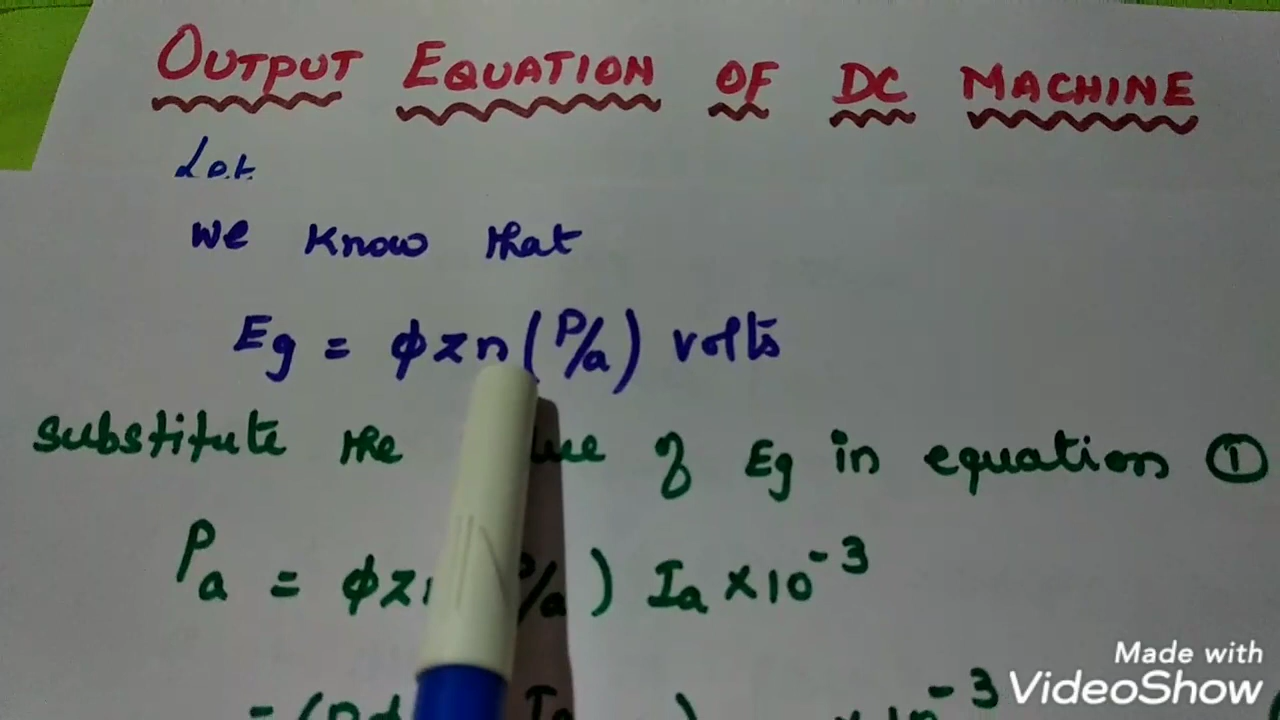 OUTPUT EQUATION OF DC MACHINE
Let
We know that
Eg = ϕzn(P/a) volts
substitute the of Eg in equation ①
Pa = ϕz P/a) Ia×10⁻³
Made with
VideoShow